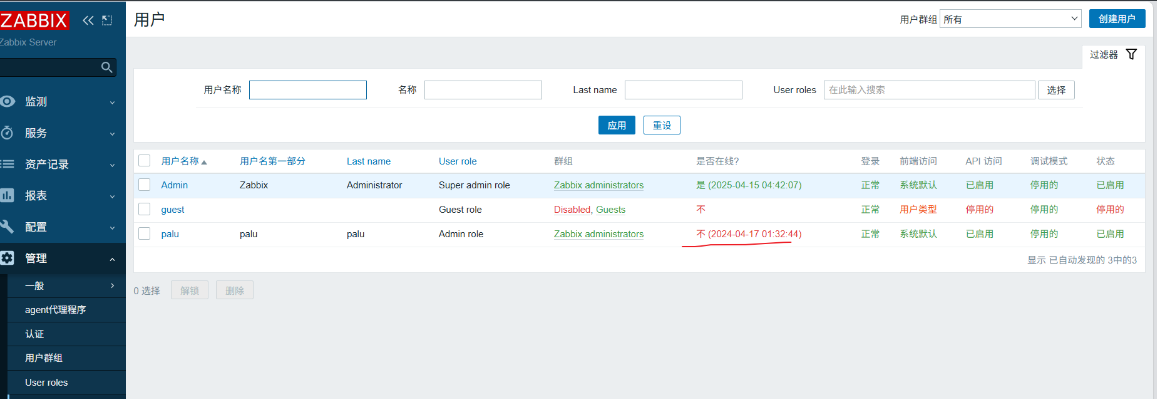 ZABBIX
用户
用户群组 所有 创建用户
Zabbix Server
过滤器
用户名称 名称 Last name User roles 在此输入搜索 选择
应用 重设
监测
服务
资产记录
报表
配置
管理
一般
agent代理程序
认证
用户群组
User roles
用户名称 用户名第一部分 Last name User role 群组 是否在线? 登录 前端访问 API 访问 调试模式 状态
Admin Zabbix Administrator Super admin role Zabbix administrators 是 (2025-04-15 04:42:07) 正常 系统默认 已启用 停用的 已启用
guest Guest role Disabled, Guests 不 正常 用户类型 停用的 停用的 停用的
palu palu palu Admin role Zabbix administrators 不 (2024-04-17 01:32:44) 正常 系统默认 已启用 停用的 已启用
显示 已自动发现的 3中的3
0 选择 解锁 删除